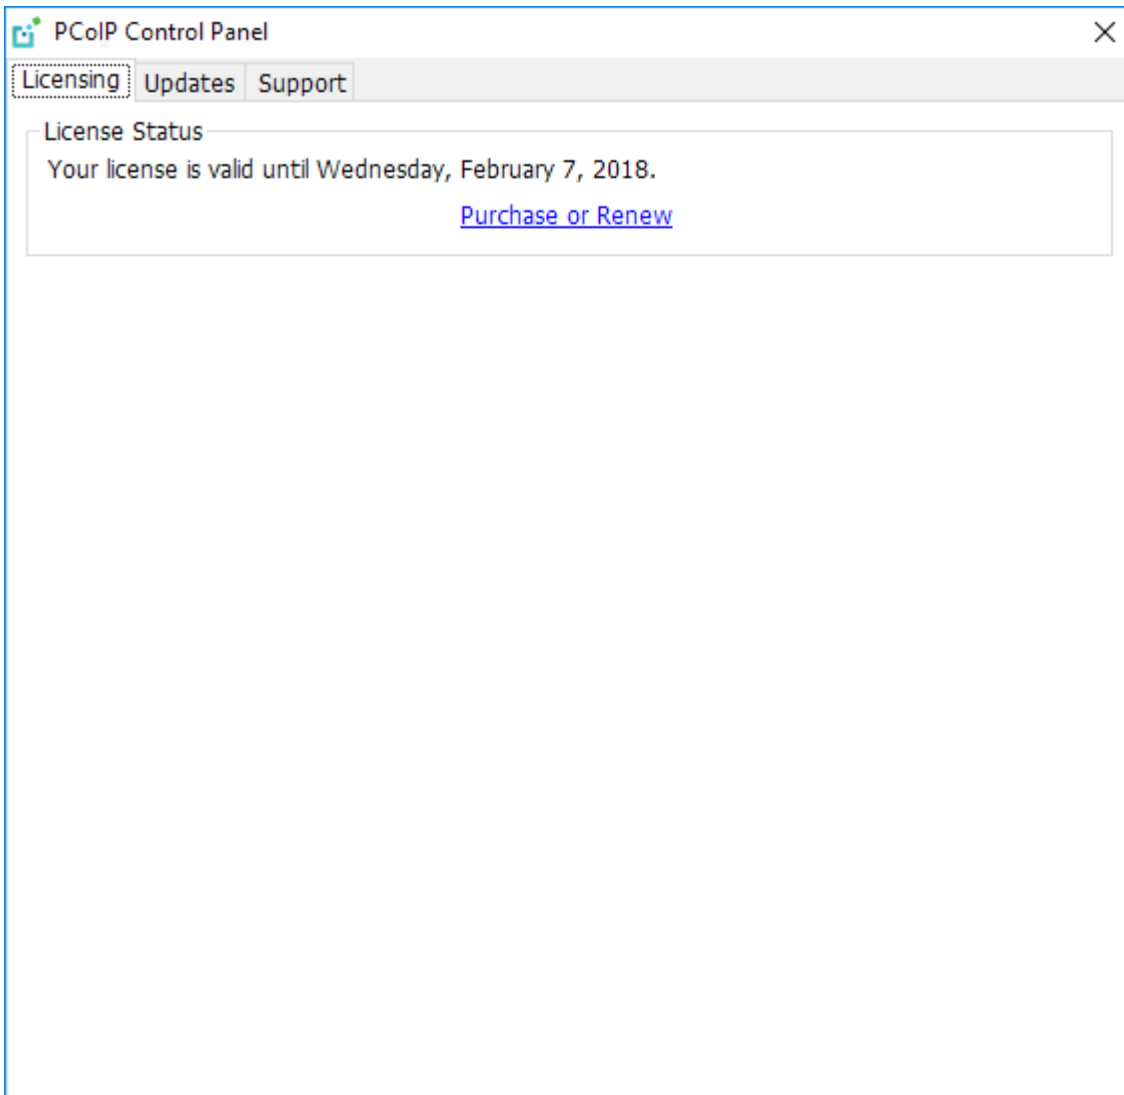 PCoIP Control Panel
Licensing Updates Support
License Status
Your license is valid until Wednesday, February 7, 2018.
Purchase or Renew